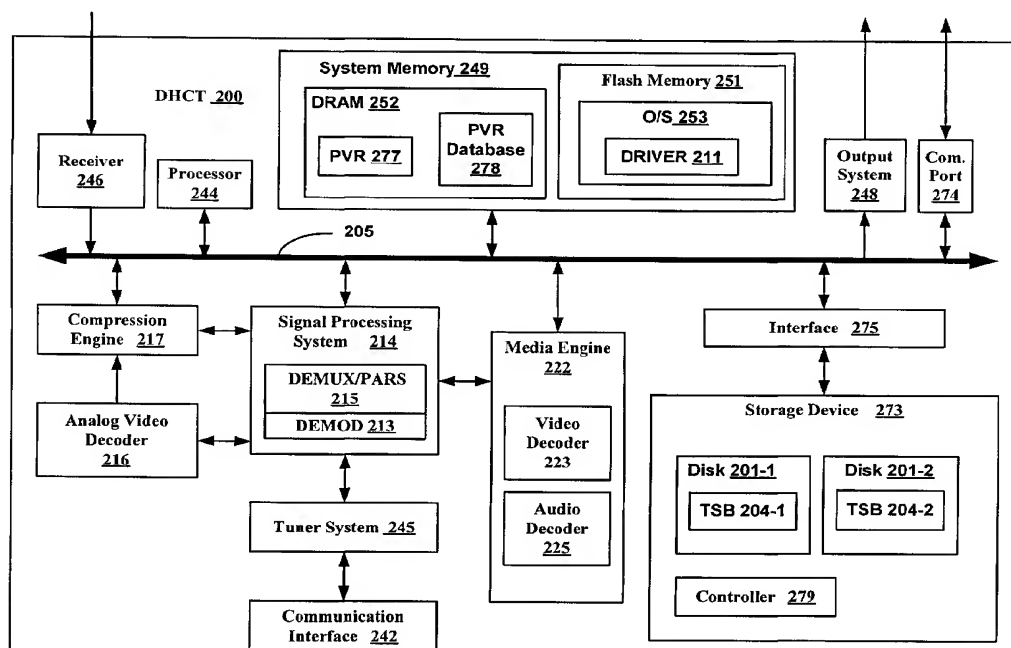 System Memory 249
Flash Memory 251
DHCT 200
DRAM 252
O/S 253
PVR
Database
278
PVR 277
DRIVER 211
Receiver
246
Processor
244
Output
System
248
Com.
Port
274
205
Compression
Engine 217
Signal Processing
System 214
DEMUX/PARS
215
DEMOD 213
Media Engine
222
Interface 275
Analog Video
Decoder
216
Video
Decoder
223
Storage Device 273
Disk 201-1
TSB 204-1
Disk 201-2
TSB 204-2
Tuner System 245
Audio
Decoder
225
Controller 279
Communication
Interface 242